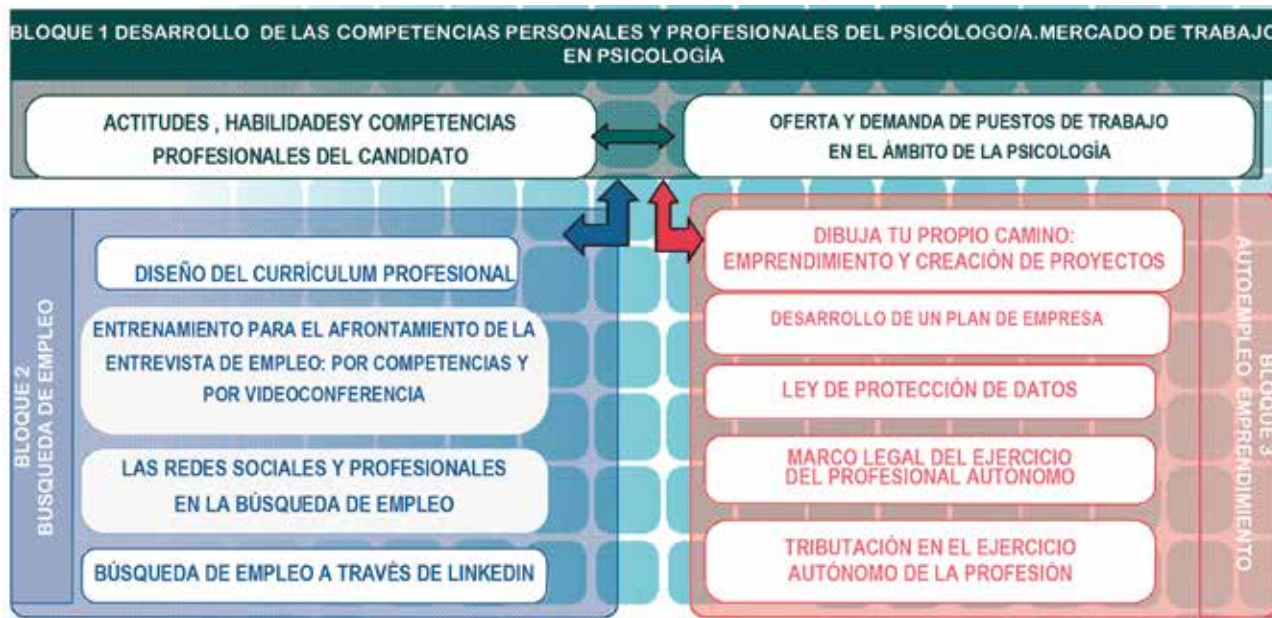 BLOQUE 1 DESARROLLO DE LAS COMPETENCIAS PERSONALES Y PROFESIONALES DEL PSICÓLOGO/A.MERCADO DE TRABAJO
EN PSICOLOGÍA
ACTITUDES , HABILIDADESY COMPETENCIAS
PROFESIONALES DEL CANDIDATO
OFERTA Y DEMANDA DE PUESTOS DE TRABAJO
EN EL ÁMBITO DE LA PSICOLOGÍA
BLOQUE 2
BUSQUEDA DE EMPLEO
DISEÑO DEL CURRÍCULUM PROFESIONAL
ENTRENAMIENTO PARA EL AFRONTAMIENTO DE LA
ENTREVISTA DE EMPLEO: POR COMPETENCIAS Y
POR VIDEOCONFERENCIA
LAS REDES SOCIALES Y PROFESIONALES
EN LA BÚSQUEDA DE EMPLEO
BÚSQUEDA DE EMPLEO A TRAVÉS DE LINKEDIN
DIBUJA TU PROPIO CAMINO:
EMPRENDIMIENTO Y CREACIÓN DE PROYECTOS
DESARROLLO DE UN PLAN DE EMPRESA
LEY DE PROTECCIÓN DE DATOS
MARCO LEGAL DEL EJERCICIO
DEL PROFESIONAL AUTÓNOMO
TRIBUTACIÓN EN EL EJERCICIO
AUTÓNOMO DE LA PROFESIÓN
BLOQUE 3
AUTOEMPLEO EMPRENDIMIENTO